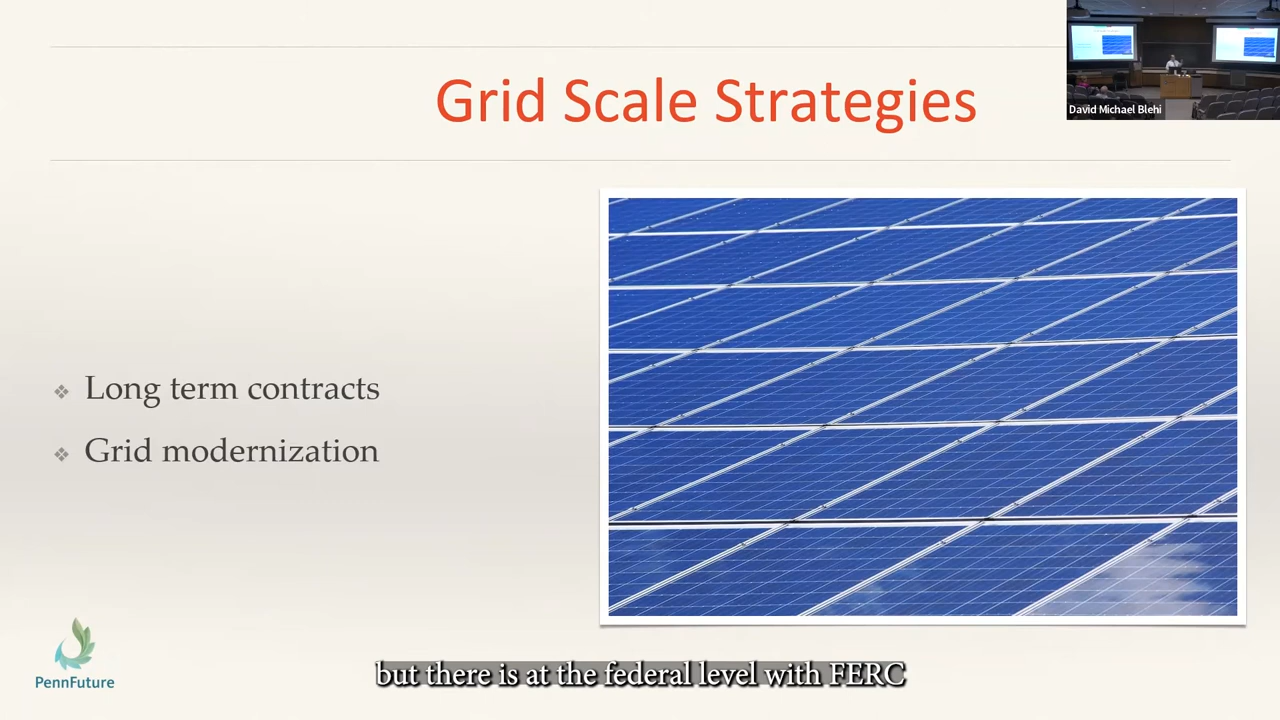 Grid Scale Strategies
David Michael Blehi
Long term contracts
Grid modernization
PennFuture
but there is at the federal level with FERC